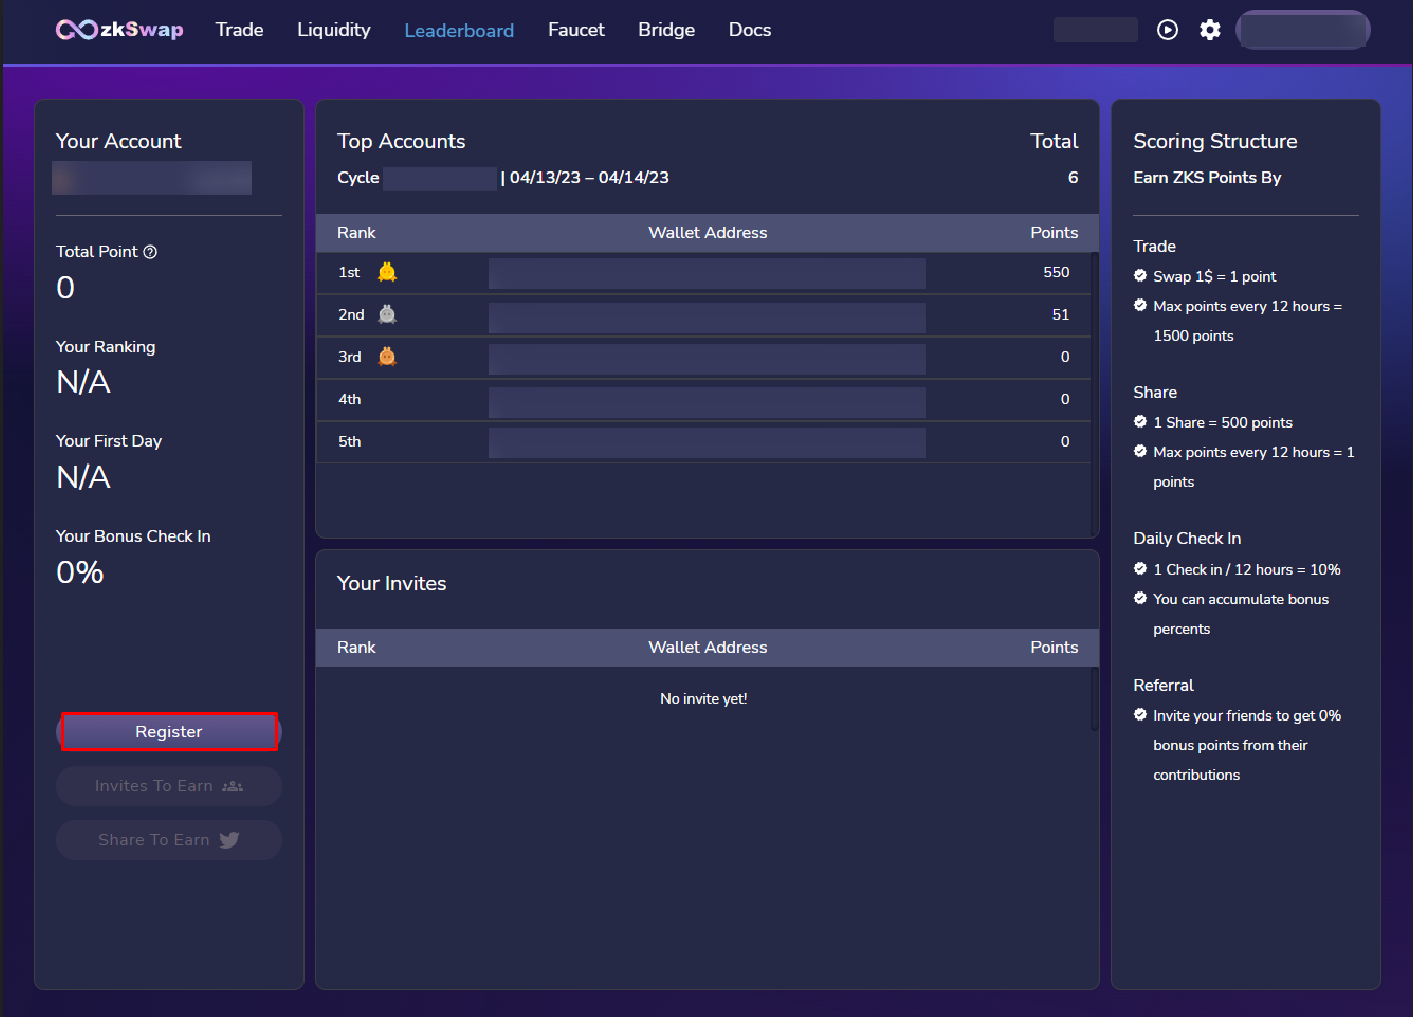 zkSwap
Trade
Liquidity
Leaderboard
Faucet
Bridge
Docs
Your Account
Total Point
0
Your Ranking
N/A
Your First Day
N/A
Your Bonus Check In
0%
Register
Invites To Earn
Share To Earn
Top Accounts Total
Cycle | 04/13/23 – 04/14/23 6
Rank Wallet Address Points
1st 550
2nd 51
3rd 0
4th 0
5th 0
Your Invites
Rank Wallet Address Points
No invite yet!
Scoring Structure
Earn ZKS Points By
Trade
Swap 1$ = 1 point
Max points every 12 hours =
1500 points
Share
1 Share = 500 points
Max points every 12 hours = 1
points
Daily Check In
1 Check in / 12 hours = 10%
You can accumulate bonus
percents
Referral
Invite your friends to get 0%
bonus points from their
contributions